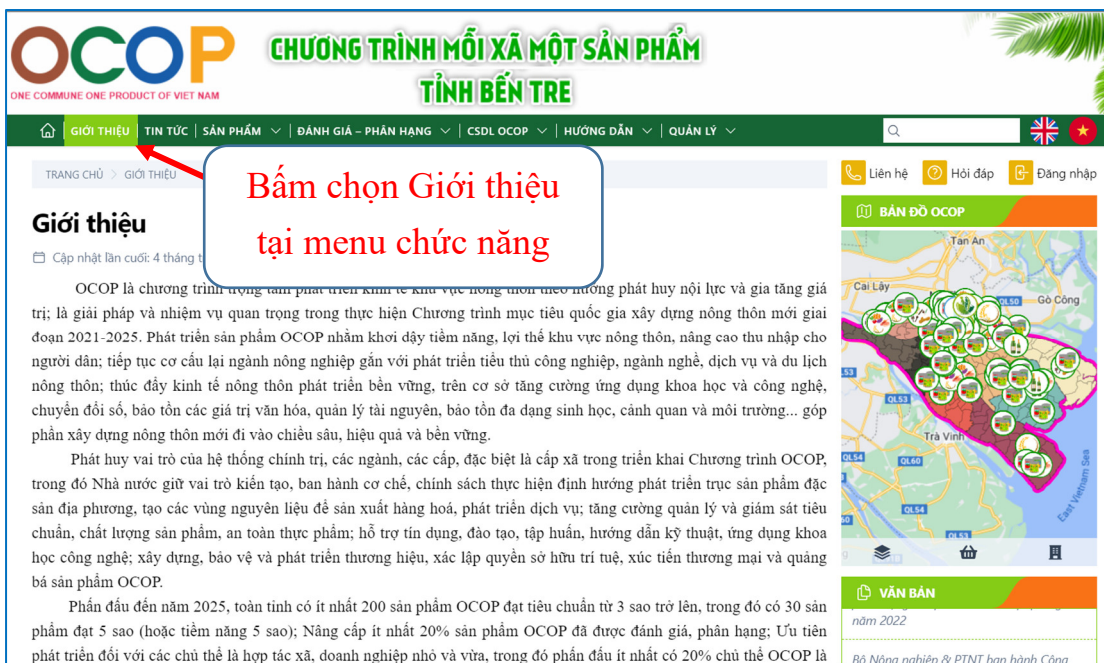 OCOP
ONE COMMUNE ONE PRODUCT OF VIET NAM
CHƯƠNG TRÌNH MỖI XÃ MỘT SẢN PHẨM
TỈNH BẾN TRE
GIỚI THIỆU | TIN TỨC | SẢN PHẨM | ĐÁNH GIÁ – PHÂN HẠNG | CSDL OCOP | HƯỚNG DẪN | QUẢN LÝ
TRANG CHỦ > GIỚI THIỆU
Bấm chọn Giới thiệu
tại menu chức năng
Giới thiệu
Cập nhật lần cuối: 4 tháng
OCOP là chương trình trọng tâm phát triển kinh tế khu vực nông thôn theo hướng phát huy nội lực và gia tăng giá
trị; là giải pháp và nhiệm vụ quan trọng trong thực hiện Chương trình mục tiêu quốc gia xây dựng nông thôn mới giai
đoạn 2021-2025. Phát triển sản phẩm OCOP nhằm khơi dậy tiềm năng, lợi thế khu vực nông thôn, nâng cao thu nhập cho
người dân; tiếp tục cơ cấu lại ngành nông nghiệp gắn với phát triển tiểu thủ công nghiệp, ngành nghề, dịch vụ và du lịch
nông thôn; thúc đẩy kinh tế nông thôn phát triển bền vững, trên cơ sở tăng cường ứng dụng khoa học và công nghệ,
chuyển đổi số, bảo tồn các giá trị văn hóa, quản lý tài nguyên, bảo tồn đa dạng sinh học, cảnh quan và môi trường... góp
phần xây dựng nông thôn mới đi vào chiều sâu, hiệu quả và bền vững.
Phát huy vai trò của hệ thống chính trị, các ngành, các cấp, đặc biệt là cấp xã trong triển khai Chương trình OCOP,
trong đó Nhà nước giữ vai trò kiến tạo, ban hành cơ chế, chính sách thực hiện định hướng phát triển trục sản phẩm đặc
sản địa phương, tạo các vùng nguyên liệu để sản xuất hàng hoá, phát triển dịch vụ; tăng cường quản lý và giám sát tiêu
chuẩn, chất lượng sản phẩm, an toàn thực phẩm; hỗ trợ tín dụng, đào tạo, tập huấn, hướng dẫn kỹ thuật, ứng dụng khoa
học công nghệ; xây dựng, bảo vệ và phát triển thương hiệu, xác lập quyền sở hữu trí tuệ, xúc tiến thương mại và quảng
bá sản phẩm OCOP.
Phấn đấu đến năm 2025, toàn tỉnh có ít nhất 200 sản phẩm OCOP đạt tiêu chuẩn từ 3 sao trở lên, trong đó có 30 sản
phẩm đạt 5 sao (hoặc tiềm năng 5 sao); Nâng cấp ít nhất 20% sản phẩm OCOP đã được đánh giá, phân hạng; Ưu tiên
phát triển đối với các chủ thể là hợp tác xã, doanh nghiệp nhỏ và vừa, trong đó phấn đấu ít nhất có 20% chủ thể OCOP là
Liên hệ
Hỏi đáp
Đăng nhập
BẢN ĐỒ OCOP
Tan An
Cai Lậy
QL50
Gò Công
QL53
Trà Vinh
QL54
QL60
QL54
QL53
East Vietnam Sea
VĂN BẢN
năm 2022
Bộ Nông nghiệp & PTNT ban hành Công